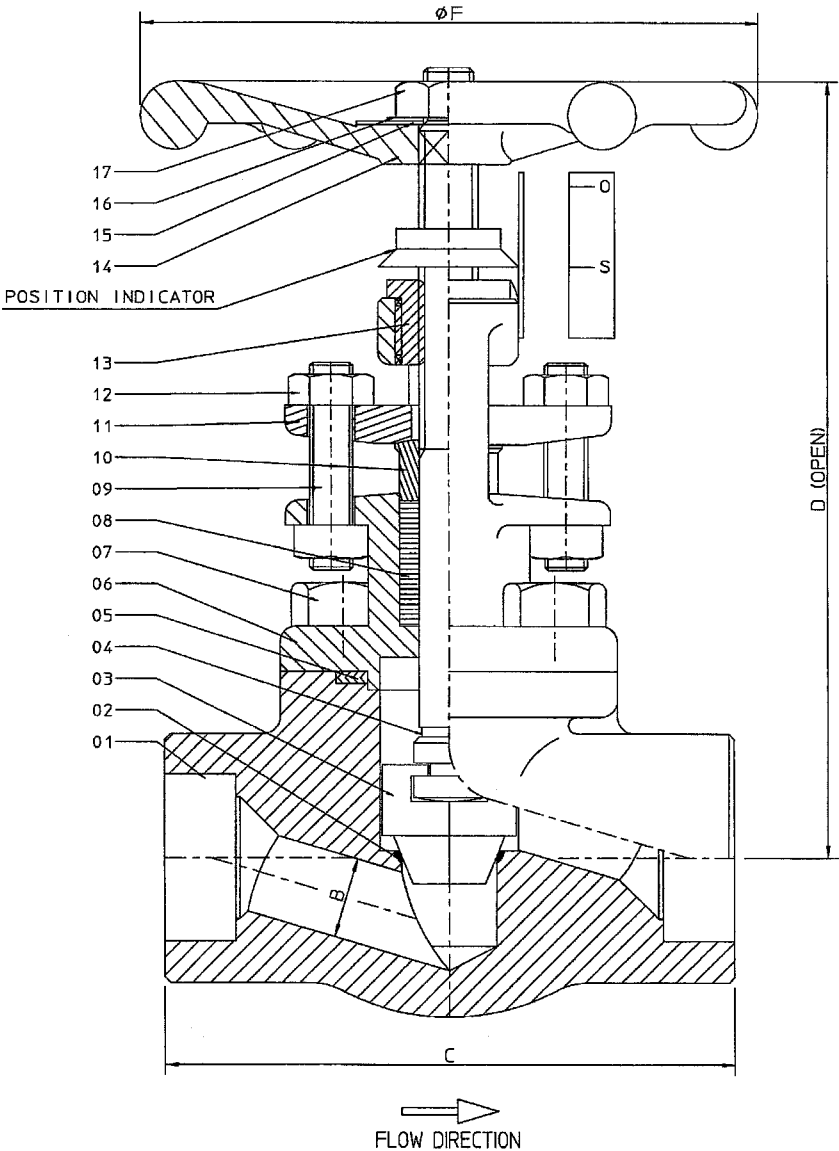 øF
17
16
15
14
O
S
POSITION INDICATOR
13
12
11
10
09
08
07
06
05
04
03
02
01
D (OPEN)
B
C
FLOW DIRECTION